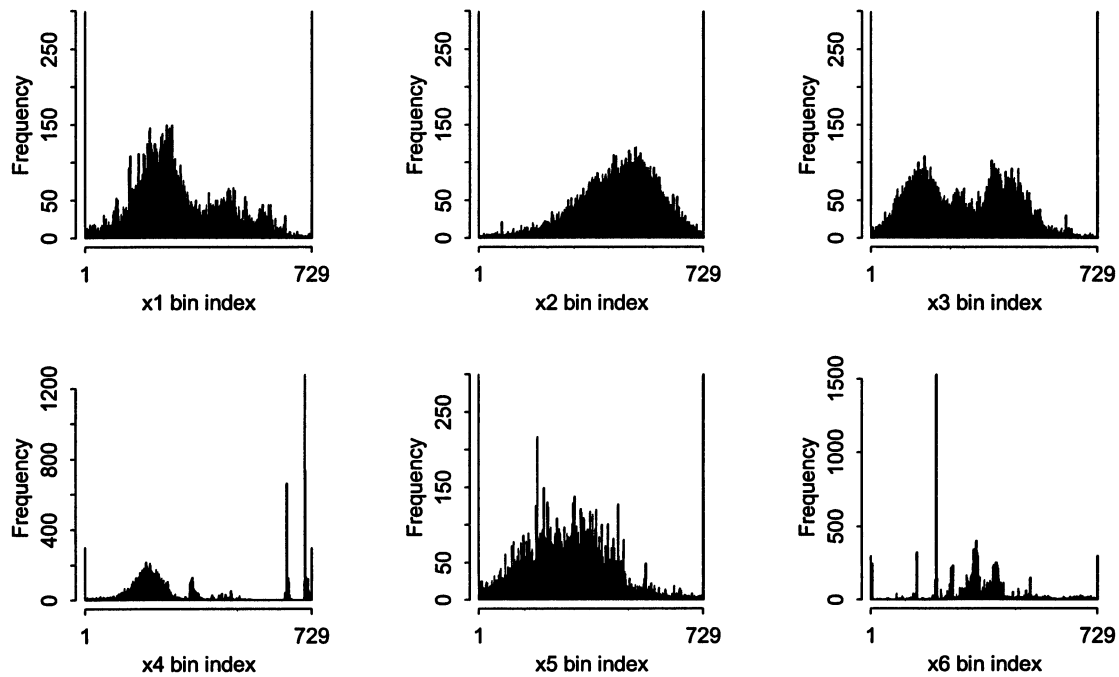 Frequency
0 50 150 250
1 729
x1 bin index
Frequency
0 50 150 250
1 729
x2 bin index
Frequency
0 50 150 250
1 729
x3 bin index
Frequency
0 400 800 1200
1 729
x4 bin index
Frequency
0 50 150 250
1 729
x5 bin index
Frequency
0 500 1000 1500
1 729
x6 bin index